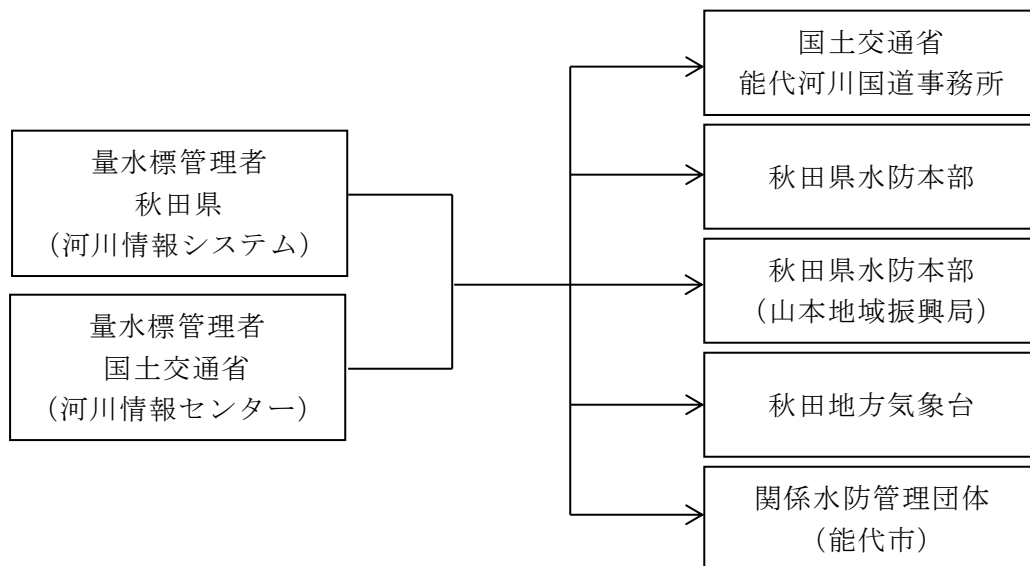 量水標管理者
秋田県
（河川情報システム）
量水標管理者
国土交通省
（河川情報センター）
国土交通省
能代河川国道事務所
秋田県水防本部
秋田県水防本部
（山本地域振興局）
秋田地方気象台
関係水防管理団体
（能代市）